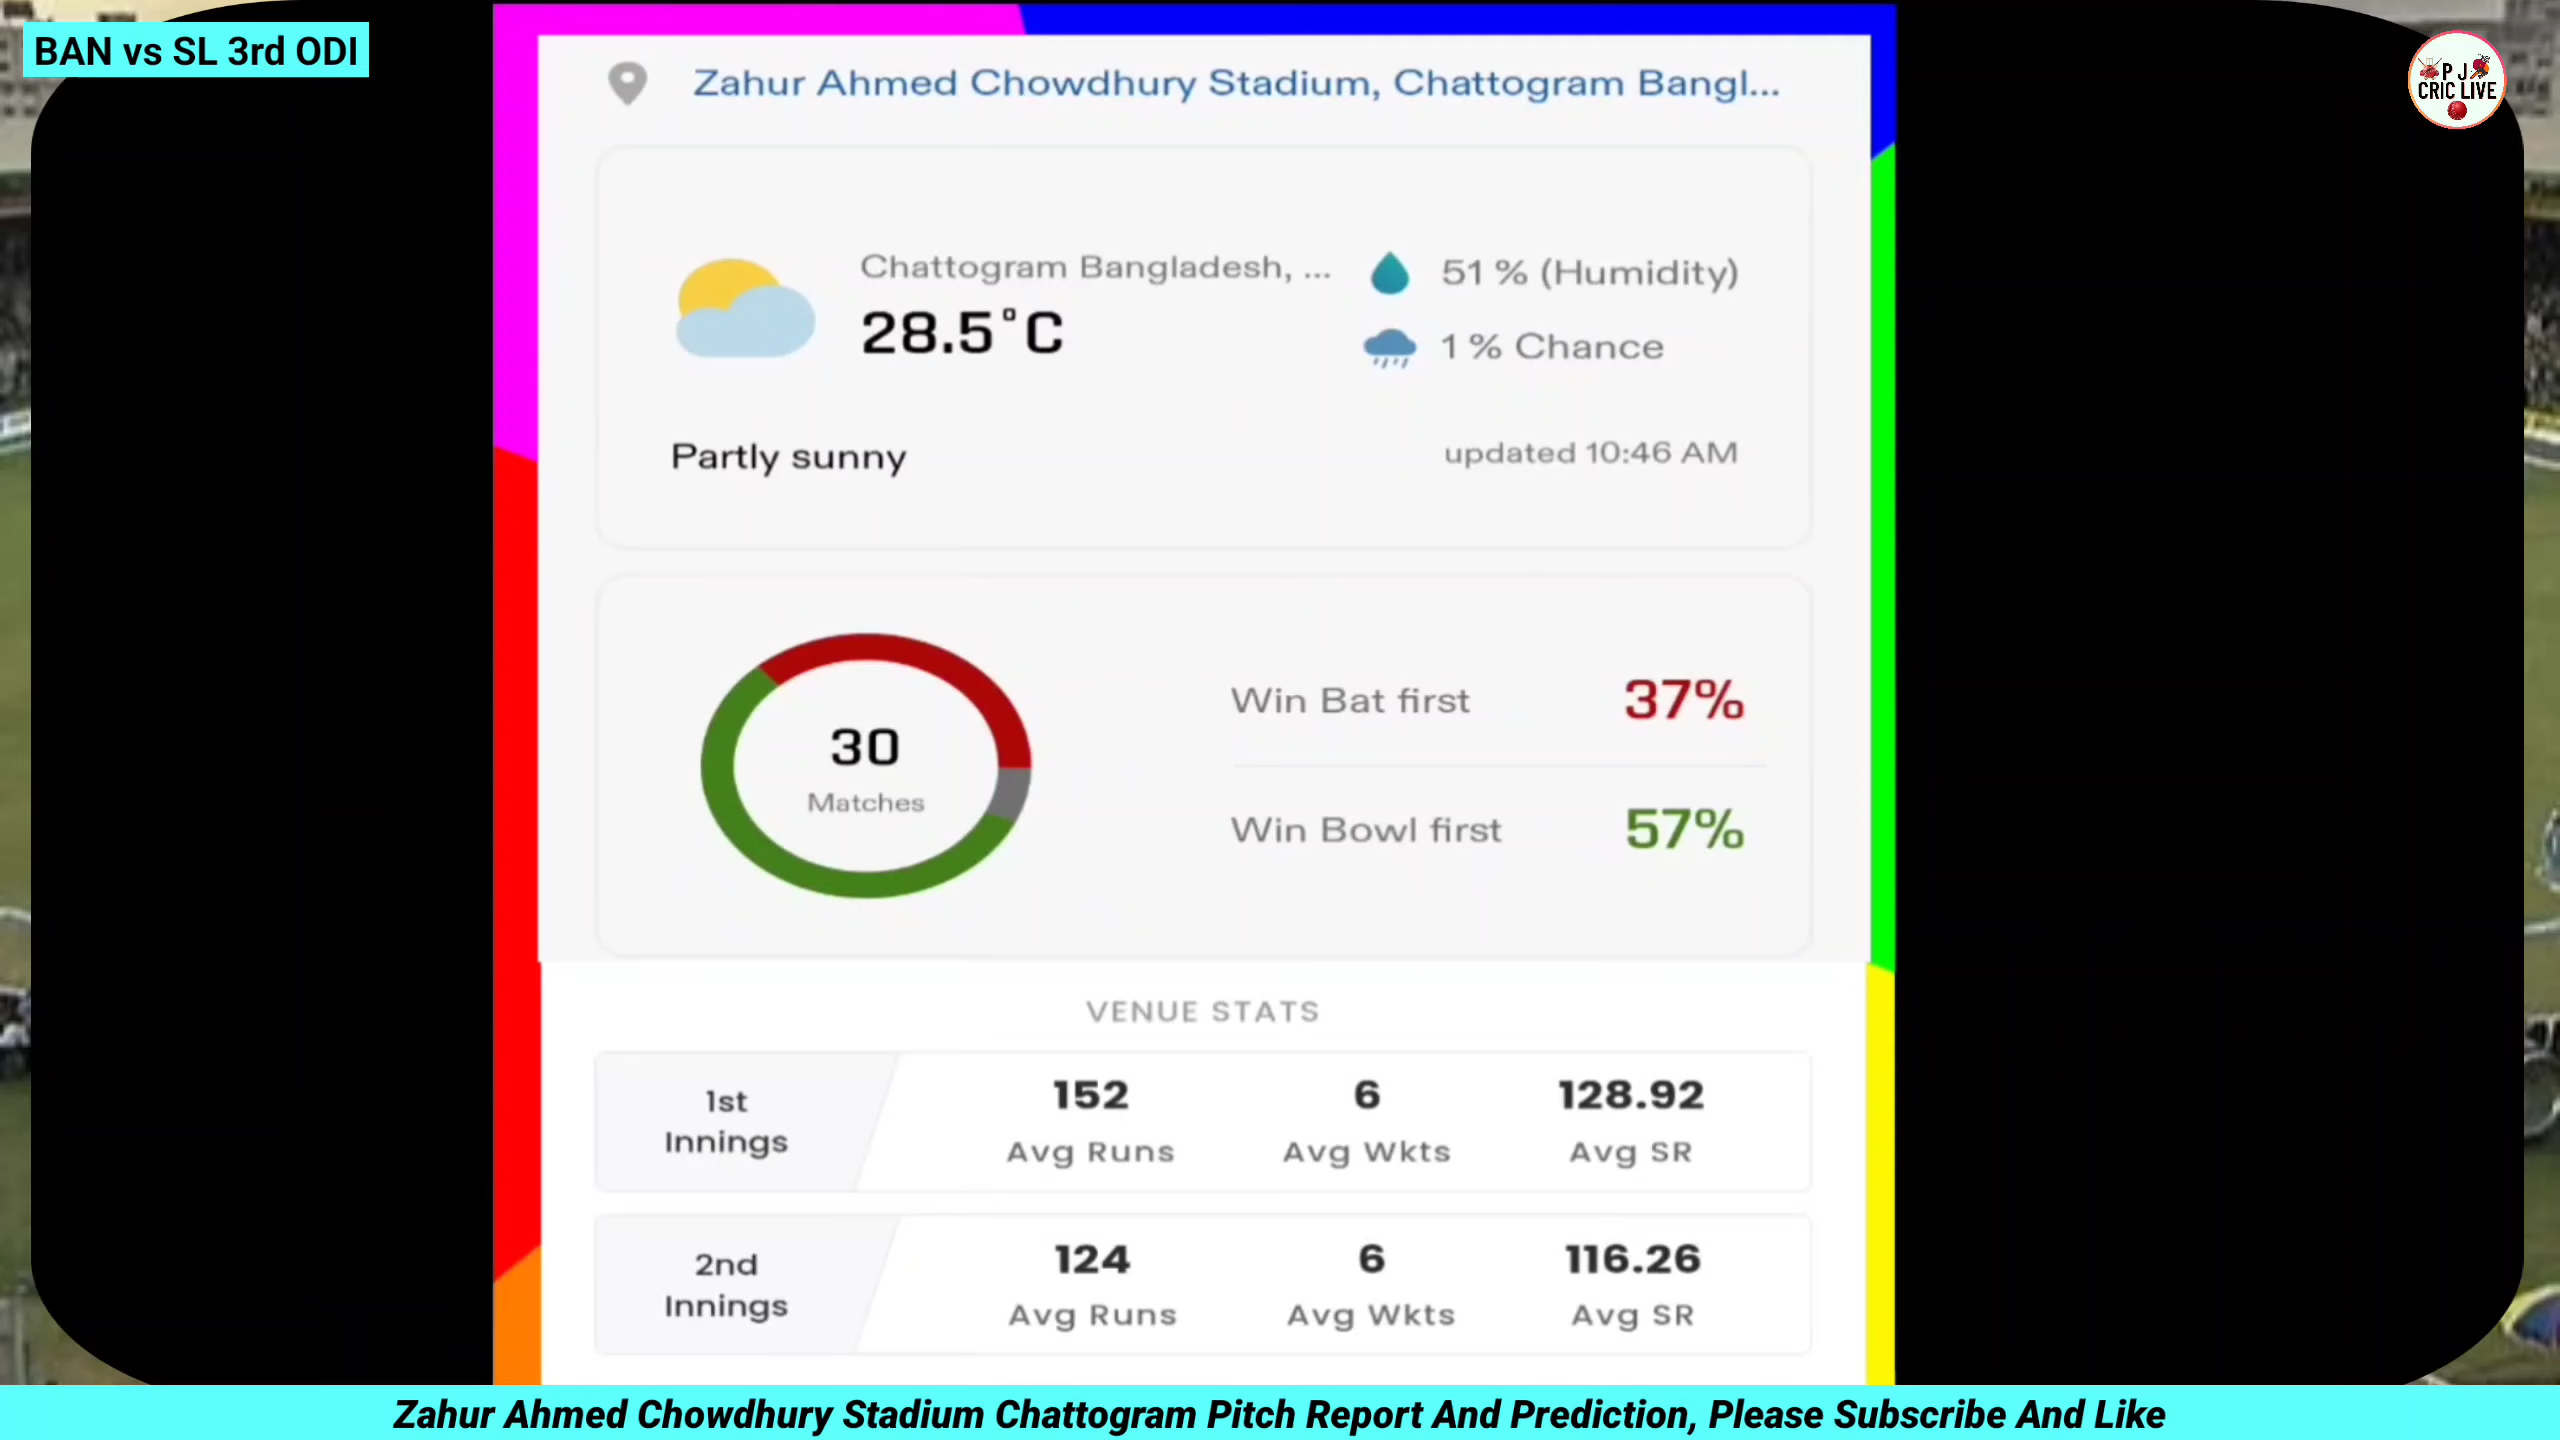 BAN vs SL 3rd ODI
P J
CRIC LIVE
Zahur Ahmed Chowdhury Stadium, Chattogram Bangl...
Chattogram Bangladesh, ...
28.5°C
51 % (Humidity)
1 % Chance
Partly sunny
updated 10:46 AM
30
Matches
Win Bat first 37%
Win Bowl first 57%
VENUE STATS
1st
Innings
152 6 128.92
Avg Runs Avg Wkts Avg SR
2nd
Innings
124 6 116.26
Avg Runs Avg Wkts Avg SR
Zahur Ahmed Chowdhury Stadium Chattogram Pitch Report And Prediction, Please Subscribe And Like